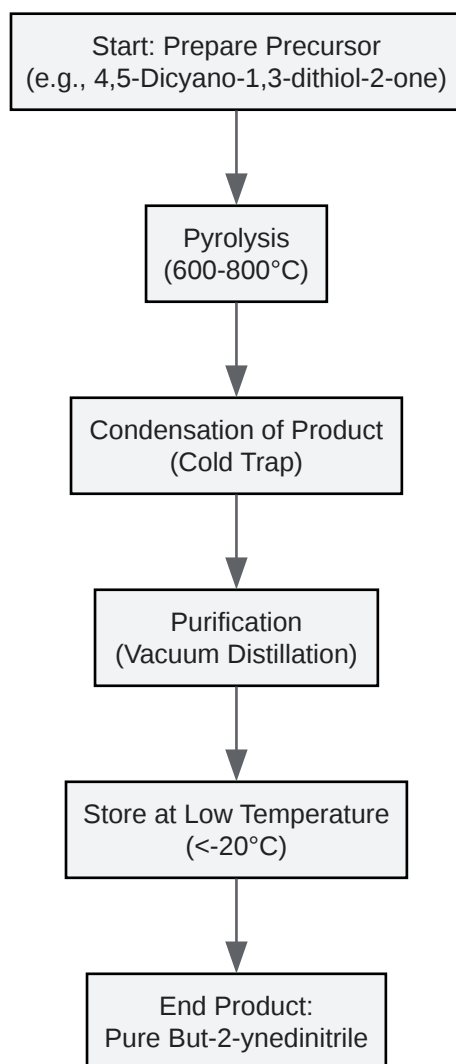 Start: Prepare Precursor
(e.g., 4,5-Dicyano-1,3-dithiol-2-one)
Pyrolysis
(600-800°C)
Condensation of Product
(Cold Trap)
Purification
(Vacuum Distillation)
Store at Low Temperature
(<-20°C)
End Product:
Pure But-2-ynedinitrile